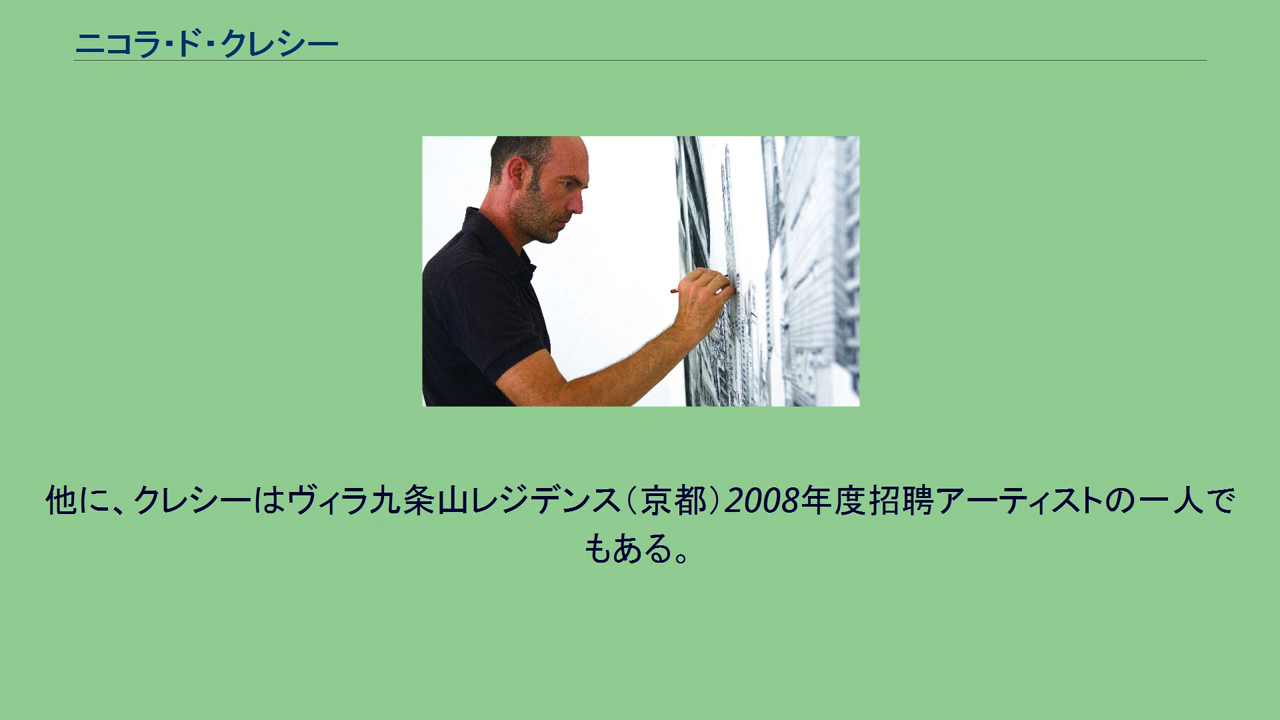 ニコラ・ド・クレシー
他に、クレシーはヴィラ九条山レジデンス（京都）2008年度招聘アーティストの一人で
もある。